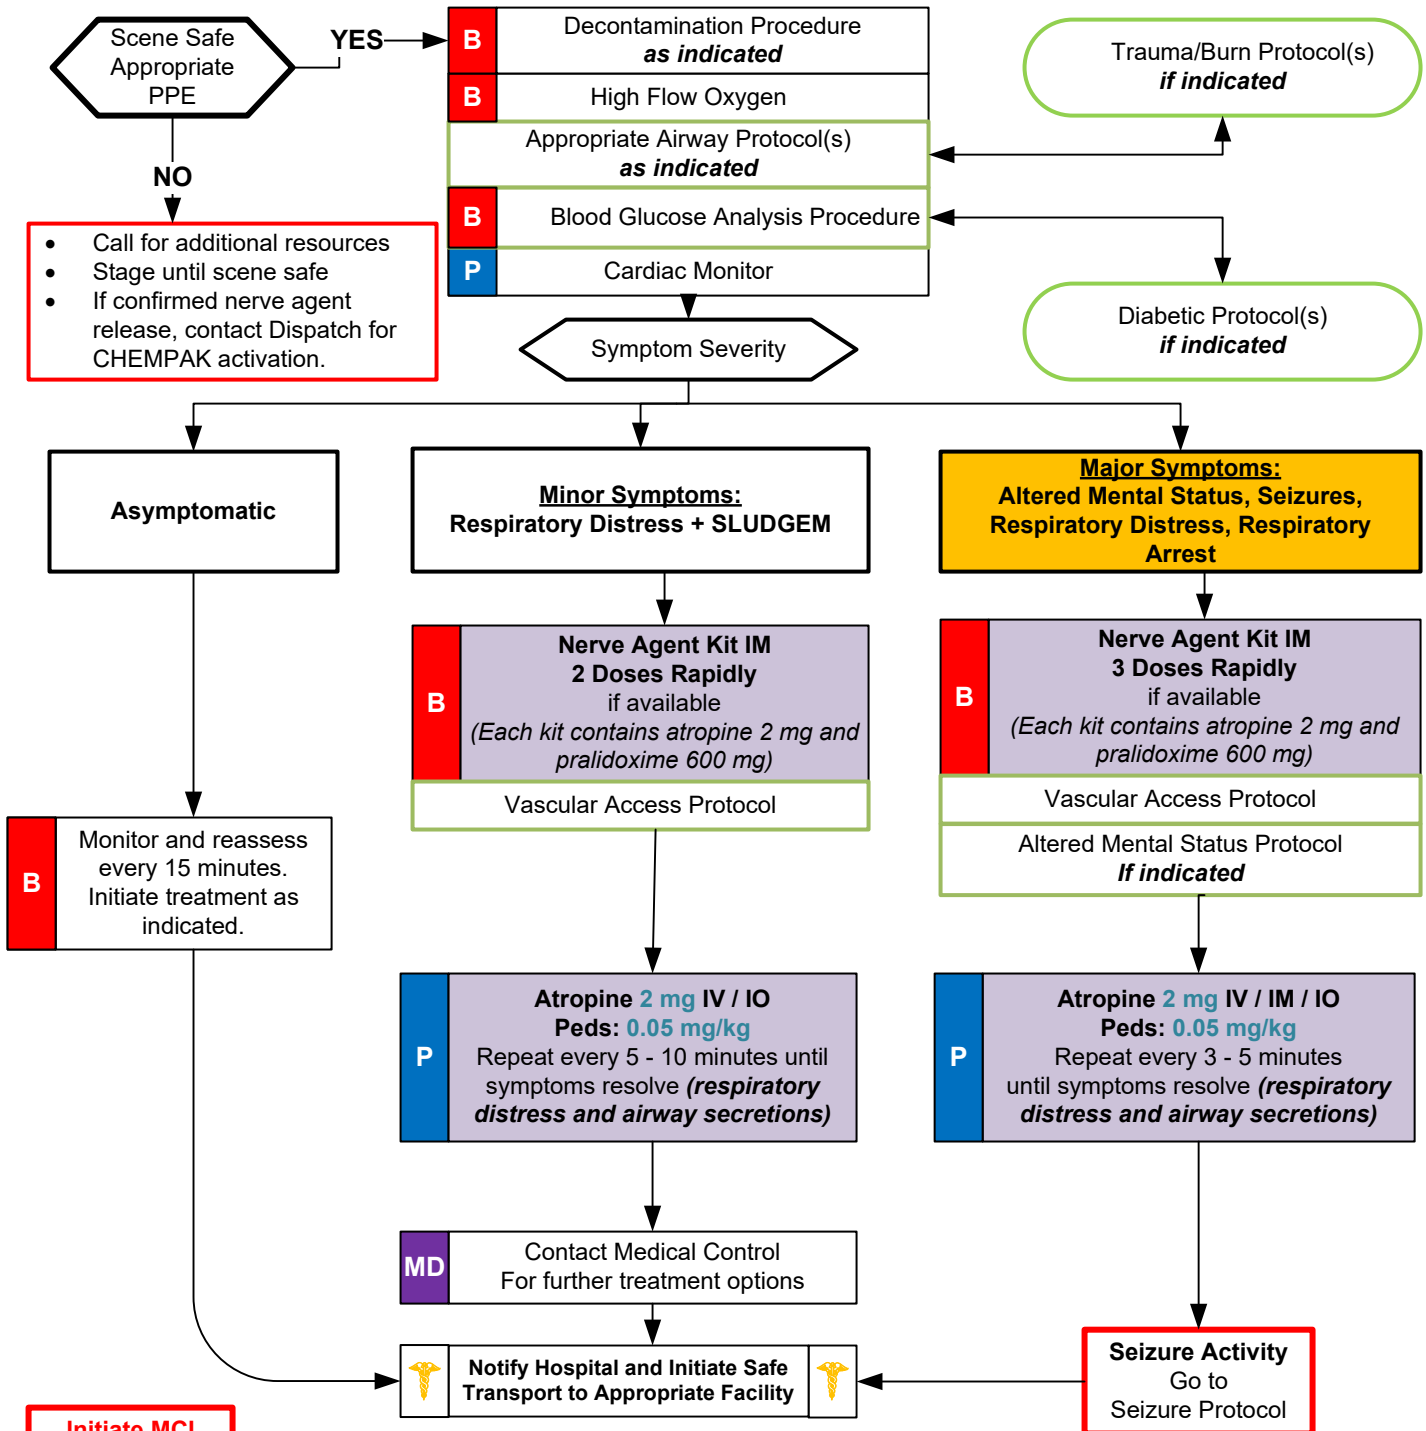 Scene Safe
Appropriate
PPE
YES
NO
B
Decontamination Procedure
as indicated
B
High Flow Oxygen
Appropriate Airway Protocol(s)
as indicated
B
Blood Glucose Analysis Procedure
P
Cardiac Monitor
Trauma/Burn Protocol(s)
if indicated
Diabetic Protocol(s)
if indicated
• Call for additional resources
• Stage until scene safe
• If confirmed nerve agent
release, contact Dispatch for
CHEMPAK activation.
Symptom Severity
Asymptomatic
Minor Symptoms:
Respiratory Distress + SLUDGEM
Major Symptoms:
Altered Mental Status, Seizures,
Respiratory Distress, Respiratory
Arrest
B
Nerve Agent Kit IM
2 Doses Rapidly
if available
(Each kit contains atropine 2 mg and
pralidoxime 600 mg)
Vascular Access Protocol
B
Nerve Agent Kit IM
3 Doses Rapidly
if available
(Each kit contains atropine 2 mg and
pralidoxime 600 mg)
Vascular Access Protocol
Altered Mental Status Protocol
If indicated
B
Monitor and reassess
every 15 minutes.
Initiate treatment as
indicated.
P
Atropine 2 mg IV / IO
Peds: 0.05 mg/kg
Repeat every 5 - 10 minutes until
symptoms resolve (respiratory
distress and airway secretions)
P
Atropine 2 mg IV / IM / IO
Peds: 0.05 mg/kg
Repeat every 3 - 5 minutes
until symptoms resolve (respiratory
distress and airway secretions)
MD
Contact Medical Control
For further treatment options
Notify Hospital and Initiate Safe
Transport to Appropriate Facility
Seizure Activity
Go to
Seizure Protocol
Initiate MCI